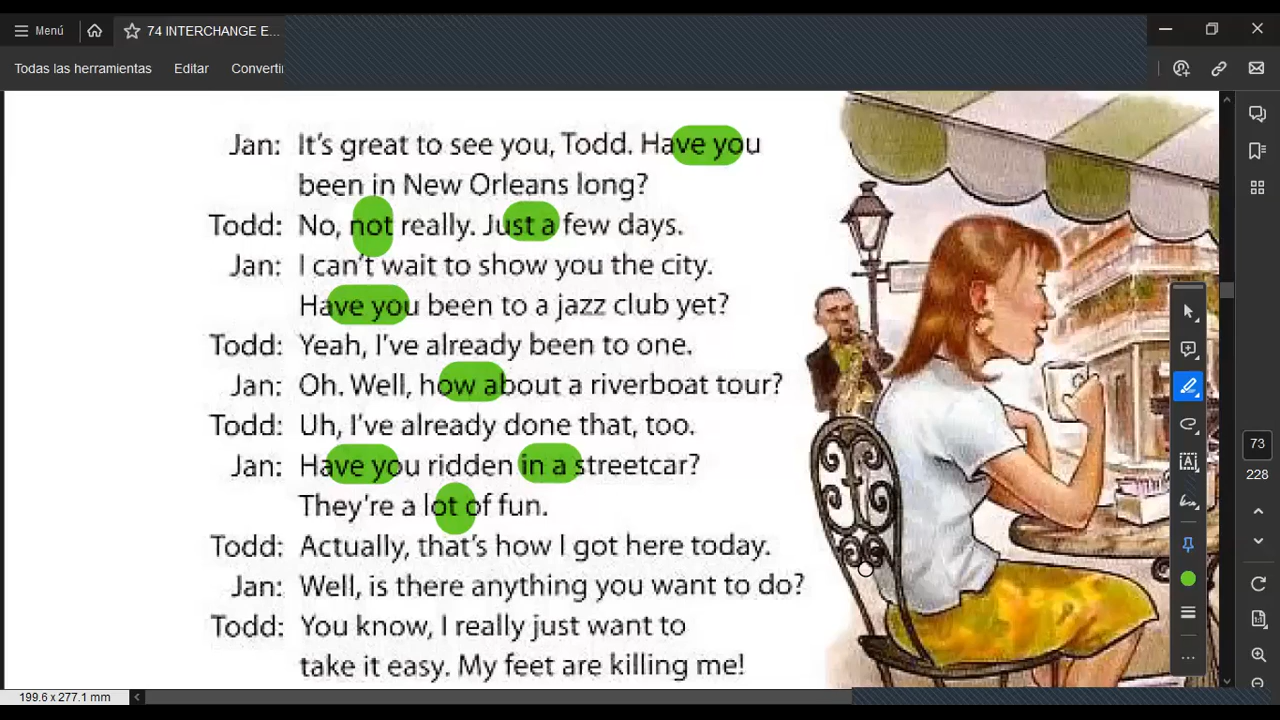 Menú
74 INTERCHANGE E...
Todas las herramientas Editar Converti
Jan: It's great to see you, Todd. Have you
been in New Orleans long?
Todd: No, not really. Just a few days.
Jan: I can't wait to show you the city.
Have you been to a jazz club yet?
Todd: Yeah, I've already been to one.
Jan: Oh. Well, how about a riverboat tour?
Todd: Uh, I've already done that, too.
Jan: Have you ridden in a streetcar?
They're a lot of fun.
Todd: Actually, that's how I got here today.
Jan: Well, is there anything you want to do?
Todd: You know, I really just want to
take it easy. My feet are killing me!
73
228
199.6 x 277.1 mm